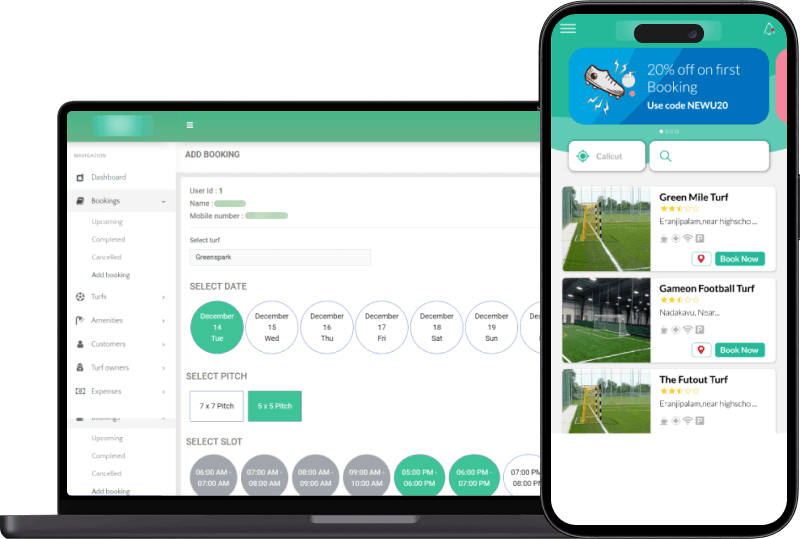 NAVIGATION
Dashboard
Bookings
Upcoming
Completed
Cancelled
Add booking
Turfs
Amenities
Customers
Turf owners
Expenses
Bookings
Upcoming
Completed
Cancelled
Add booking
ADD BOOKING
User id : 1
Name :
Mobile number :
Select turf
Greenspark
SELECT DATE
December
14
Tue
December
15
Wed
December
16
Thu
December
17
Fri
December
18
Sat
December
19
Sun
SELECT PITCH
7 x 7 Pitch
5 x 5 Pitch
SELECT SLOT
06:00 AM -
07:00 AM
07:00 AM -
08:00 AM
08:00 AM -
09:00 AM
09:00 AM -
10:00 AM
05:00 PM -
06:00 PM
06:00 PM -
07:00 PM
07:00 PM
08:00 PM
20% off on first
Booking
Use code NEWU20
Calicut
Green Mile Turf
Eranjipalam,near highscho ...
P
Book Now
Gameon Football Turf
Nadakavu, Near...
P
Book Now
The Futout Turf
Eranjipalam,near highscho ...
P